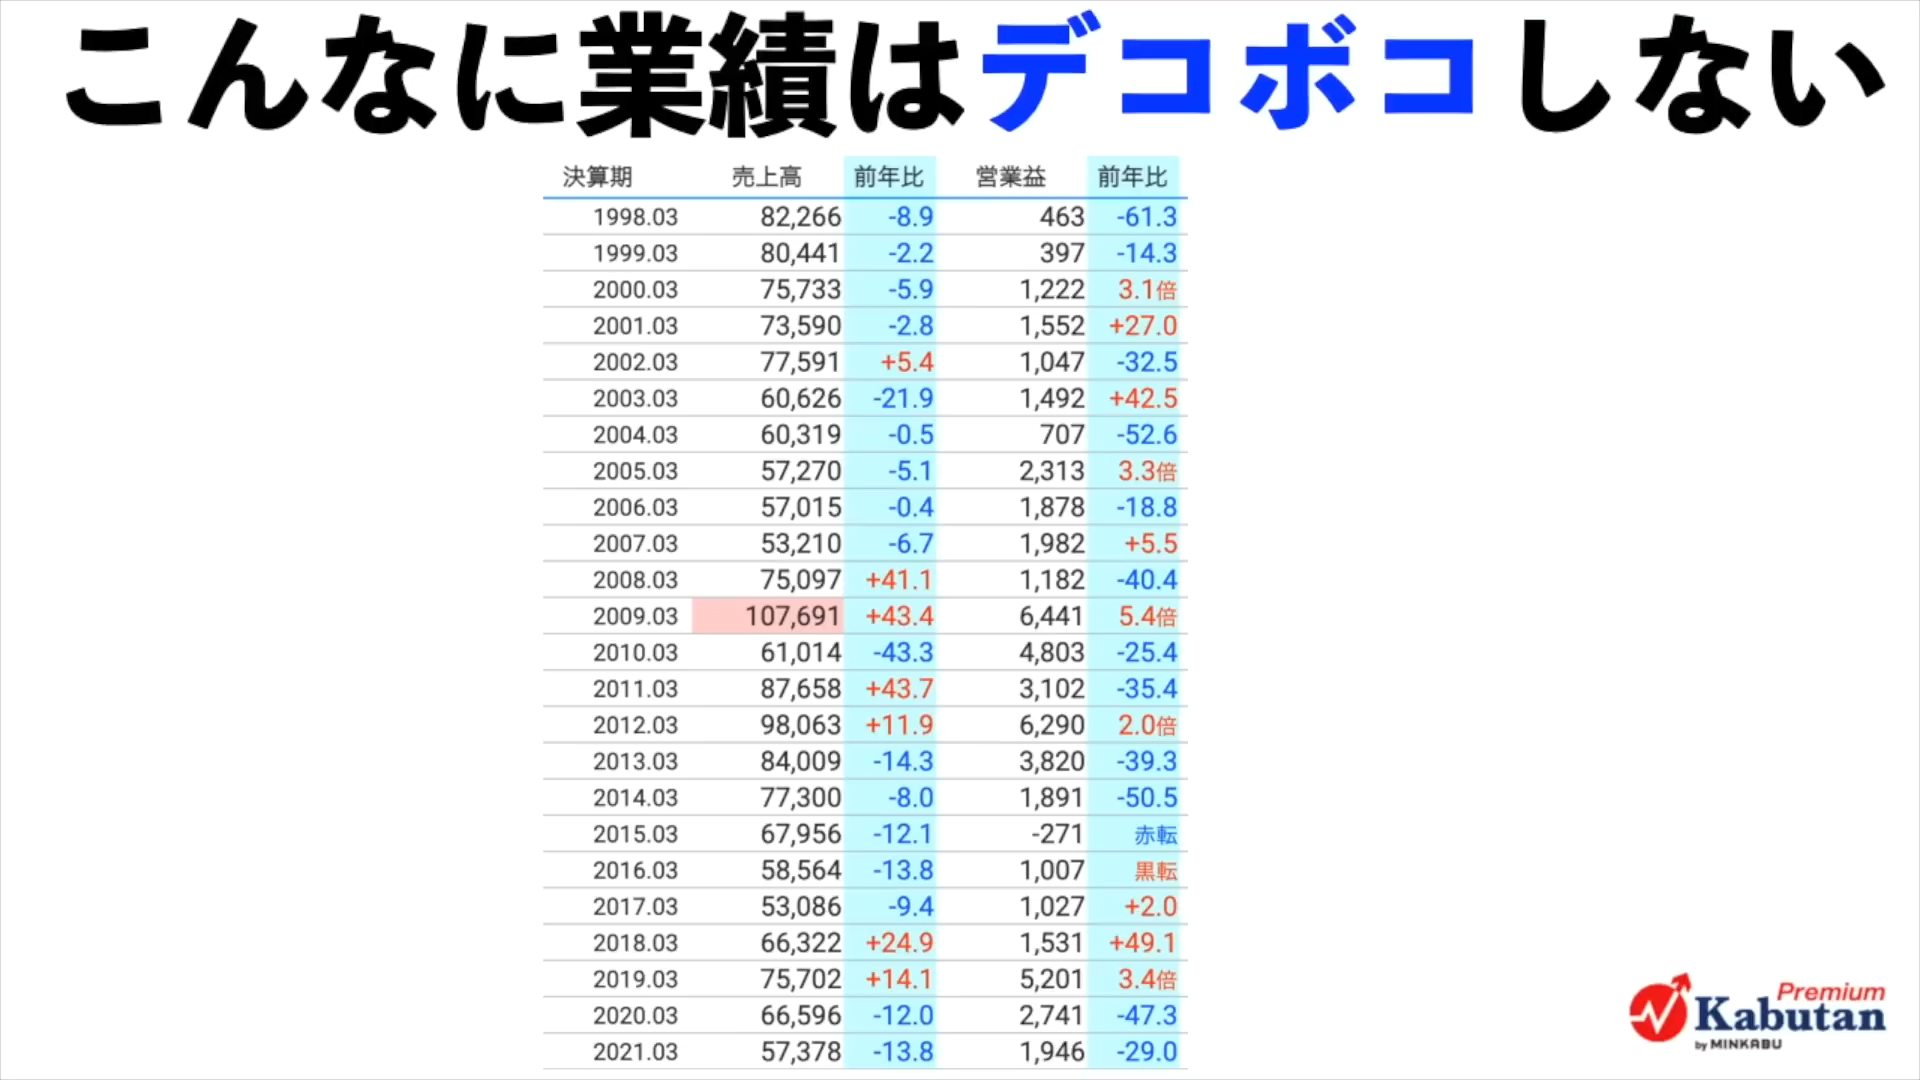 こんなに業績はデコボコしない
決算期 売上高 前年比 営業益 前年比
1998.03 82,266 -8.9 463 -61.3
1999.03 80,441 -2.2 397 -14.3
2000.03 75,733 -5.9 1,222 3.1倍
2001.03 73,590 -2.8 1,552 +27.0
2002.03 77,591 +5.4 1,047 -32.5
2003.03 60,626 -21.9 1,492 +42.5
2004.03 60,319 -0.5 707 -52.6
2005.03 57,270 -5.1 2,313 3.3倍
2006.03 57,015 -0.4 1,878 -18.8
2007.03 53,210 -6.7 1,982 +5.5
2008.03 75,097 +41.1 1,182 -40.4
2009.03 107,691 +43.4 6,441 5.4倍
2010.03 61,014 -43.3 4,803 -25.4
2011.03 87,658 +43.7 3,102 -35.4
2012.03 98,063 +11.9 6,290 2.0倍
2013.03 84,009 -14.3 3,820 -39.3
2014.03 77,300 -8.0 1,891 -50.5
2015.03 67,956 -12.1 -271 赤転
2016.03 58,564 -13.8 1,007 黒転
2017.03 53,086 -9.4 1,027 +2.0
2018.03 66,322 +24.9 1,531 +49.1
2019.03 75,702 +14.1 5,201 3.4倍
2020.03 66,596 -12.0 2,741 -47.3
2021.03 57,378 -13.8 1,946 -29.0
Premium
Kabutan
by MINKABU